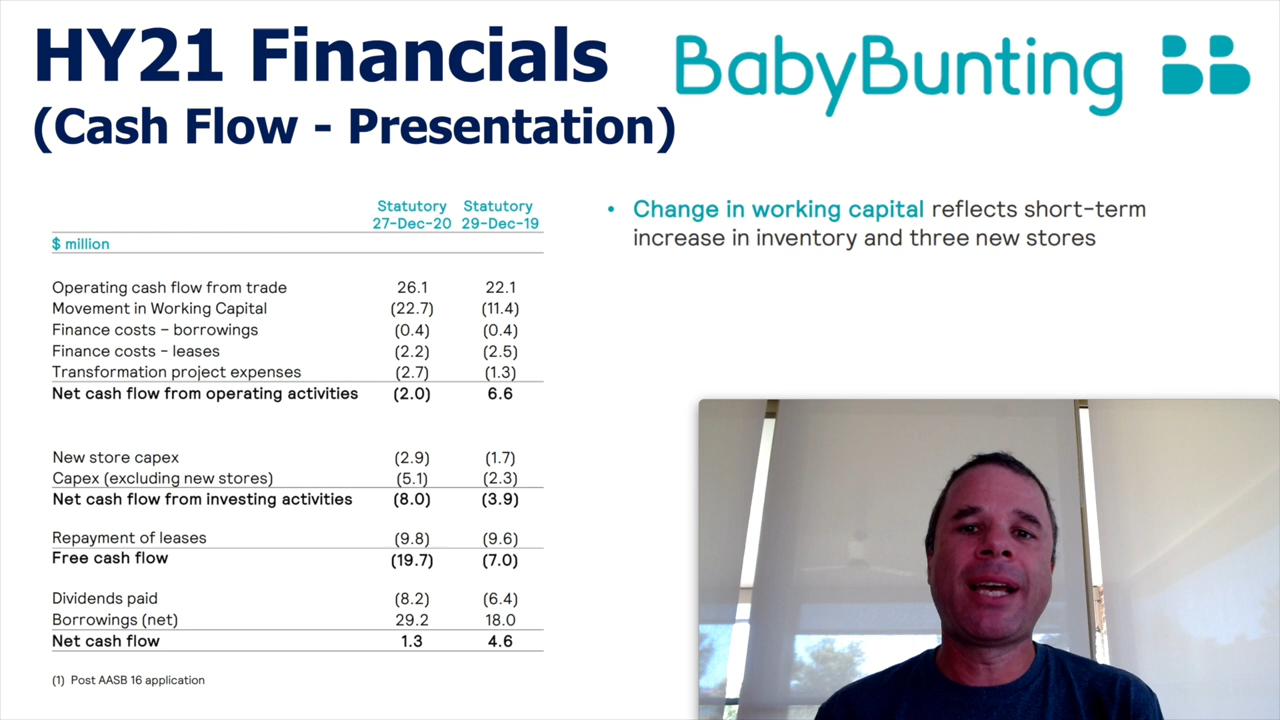 HY21 Financials
(Cash Flow - Presentation)
BabyBunting
Statutory Statutory
27-Dec-20 29-Dec-19
$ million
Operating cash flow from trade 26.1 22.1
Movement in Working Capital (22.7) (11.4)
Finance costs – borrowings (0.4) (0.4)
Finance costs - leases (2.2) (2.5)
Transformation project expenses (2.7) (1.3)
Net cash flow from operating activities (2.0) 6.6
New store capex (2.9) (1.7)
Capex (excluding new stores) (5.1) (2.3)
Net cash flow from investing activities (8.0) (3.9)
Repayment of leases (9.8) (9.6)
Free cash flow (19.7) (7.0)
Dividends paid (8.2) (6.4)
Borrowings (net) 29.2 18.0
Net cash flow 1.3 4.6
(1) Post AASB 16 application
• Change in working capital reflects short-term
increase in inventory and three new stores